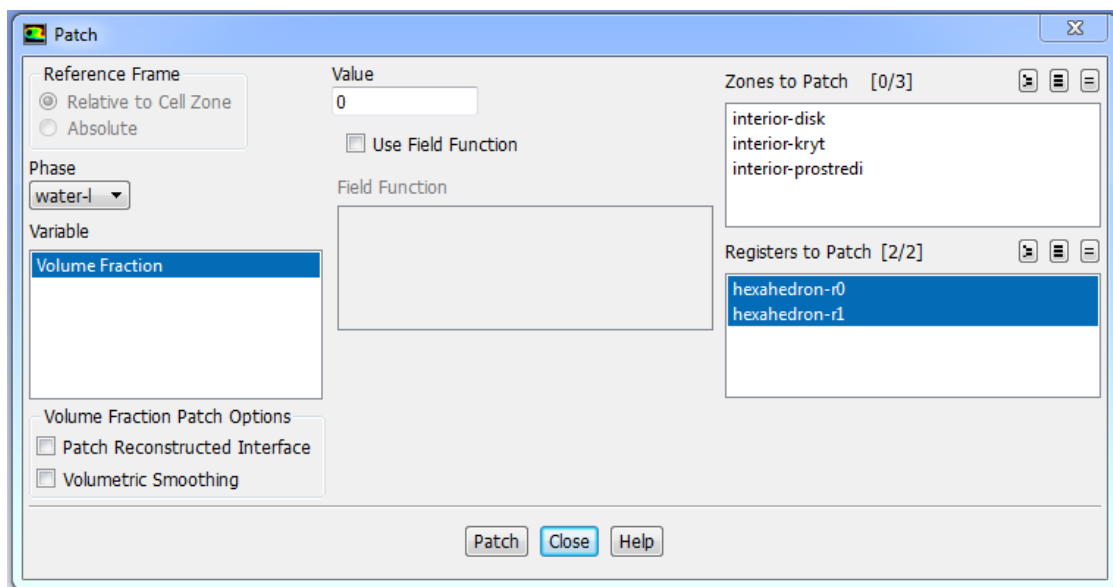 Patch
Reference Frame
Relative to Cell Zone
Absolute
Phase
water-l
Variable
Volume Fraction
Volume Fraction Patch Options
Patch Reconstructed Interface
Volumetric Smoothing
Value
0
Use Field Function
Field Function
Zones to Patch [0/3]
interior-disk
interior-kryt
interior-prostredi
Registers to Patch [2/2]
hexahedron-r0
hexahedron-r1
Patch
Close
Help